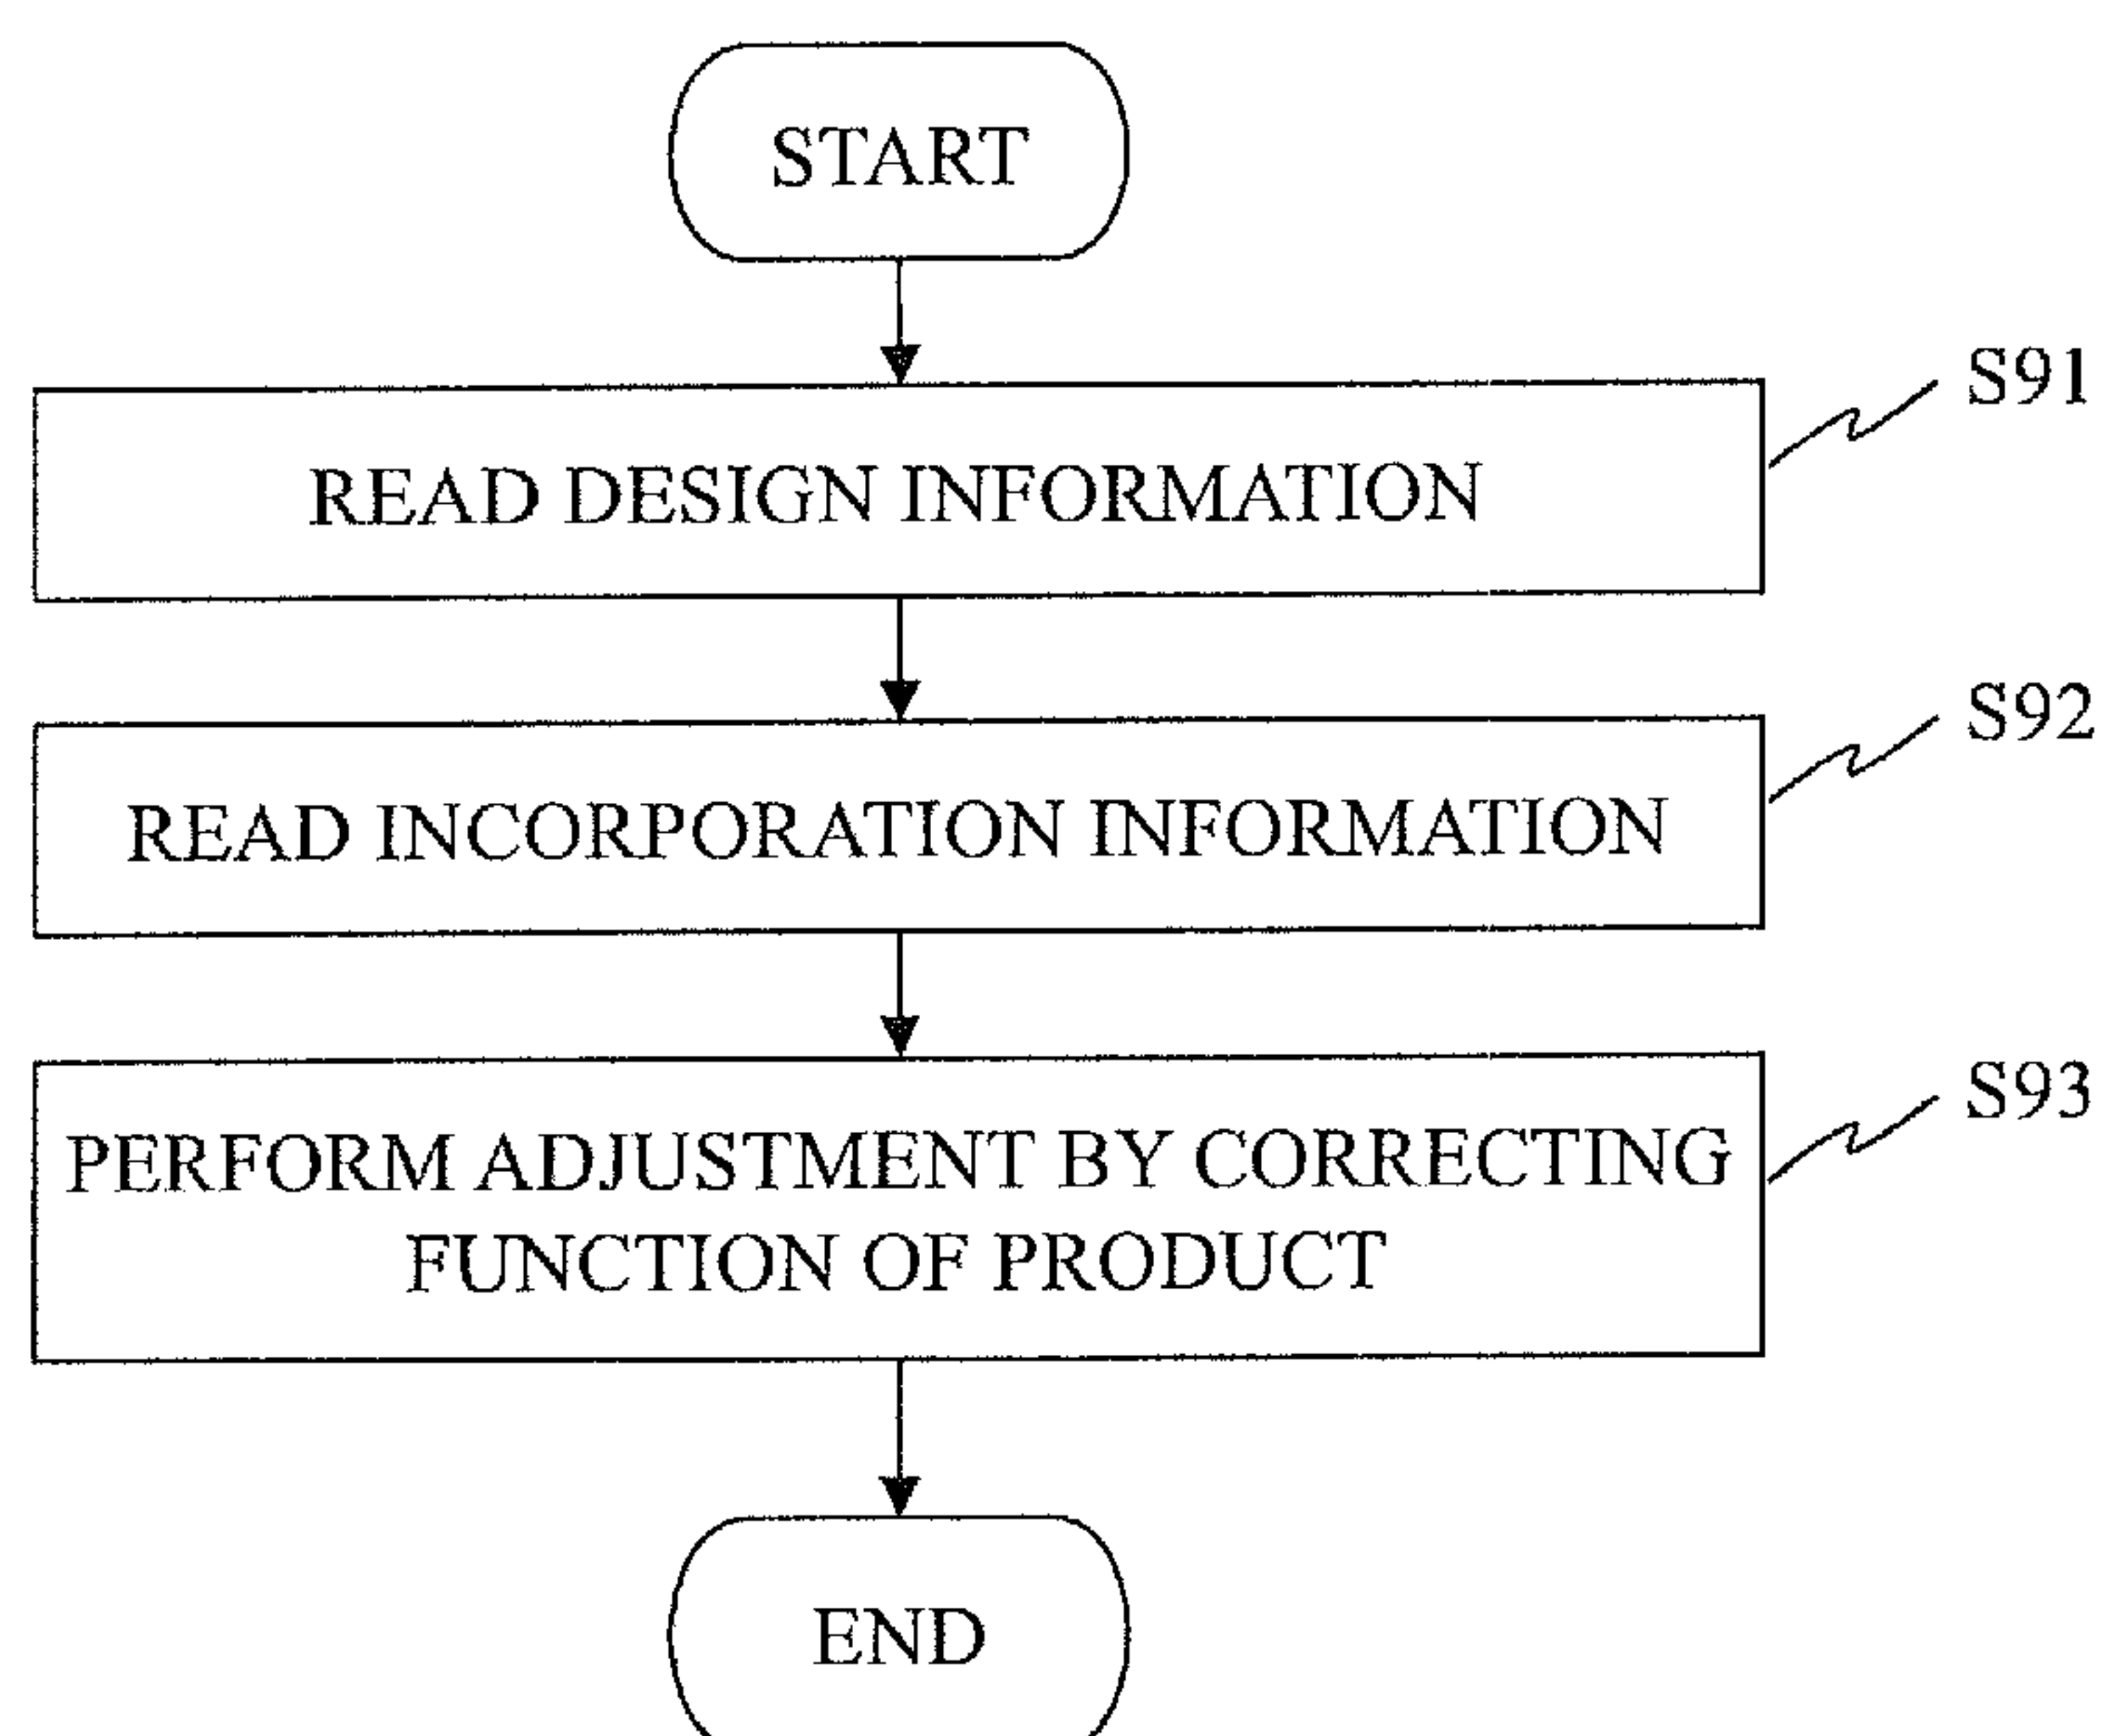 START
S91
READ DESIGN INFORMATION
S92
READ INCORPORATION INFORMATION
S93
PERFORM ADJUSTMENT BY CORRECTING
FUNCTION OF PRODUCT
END